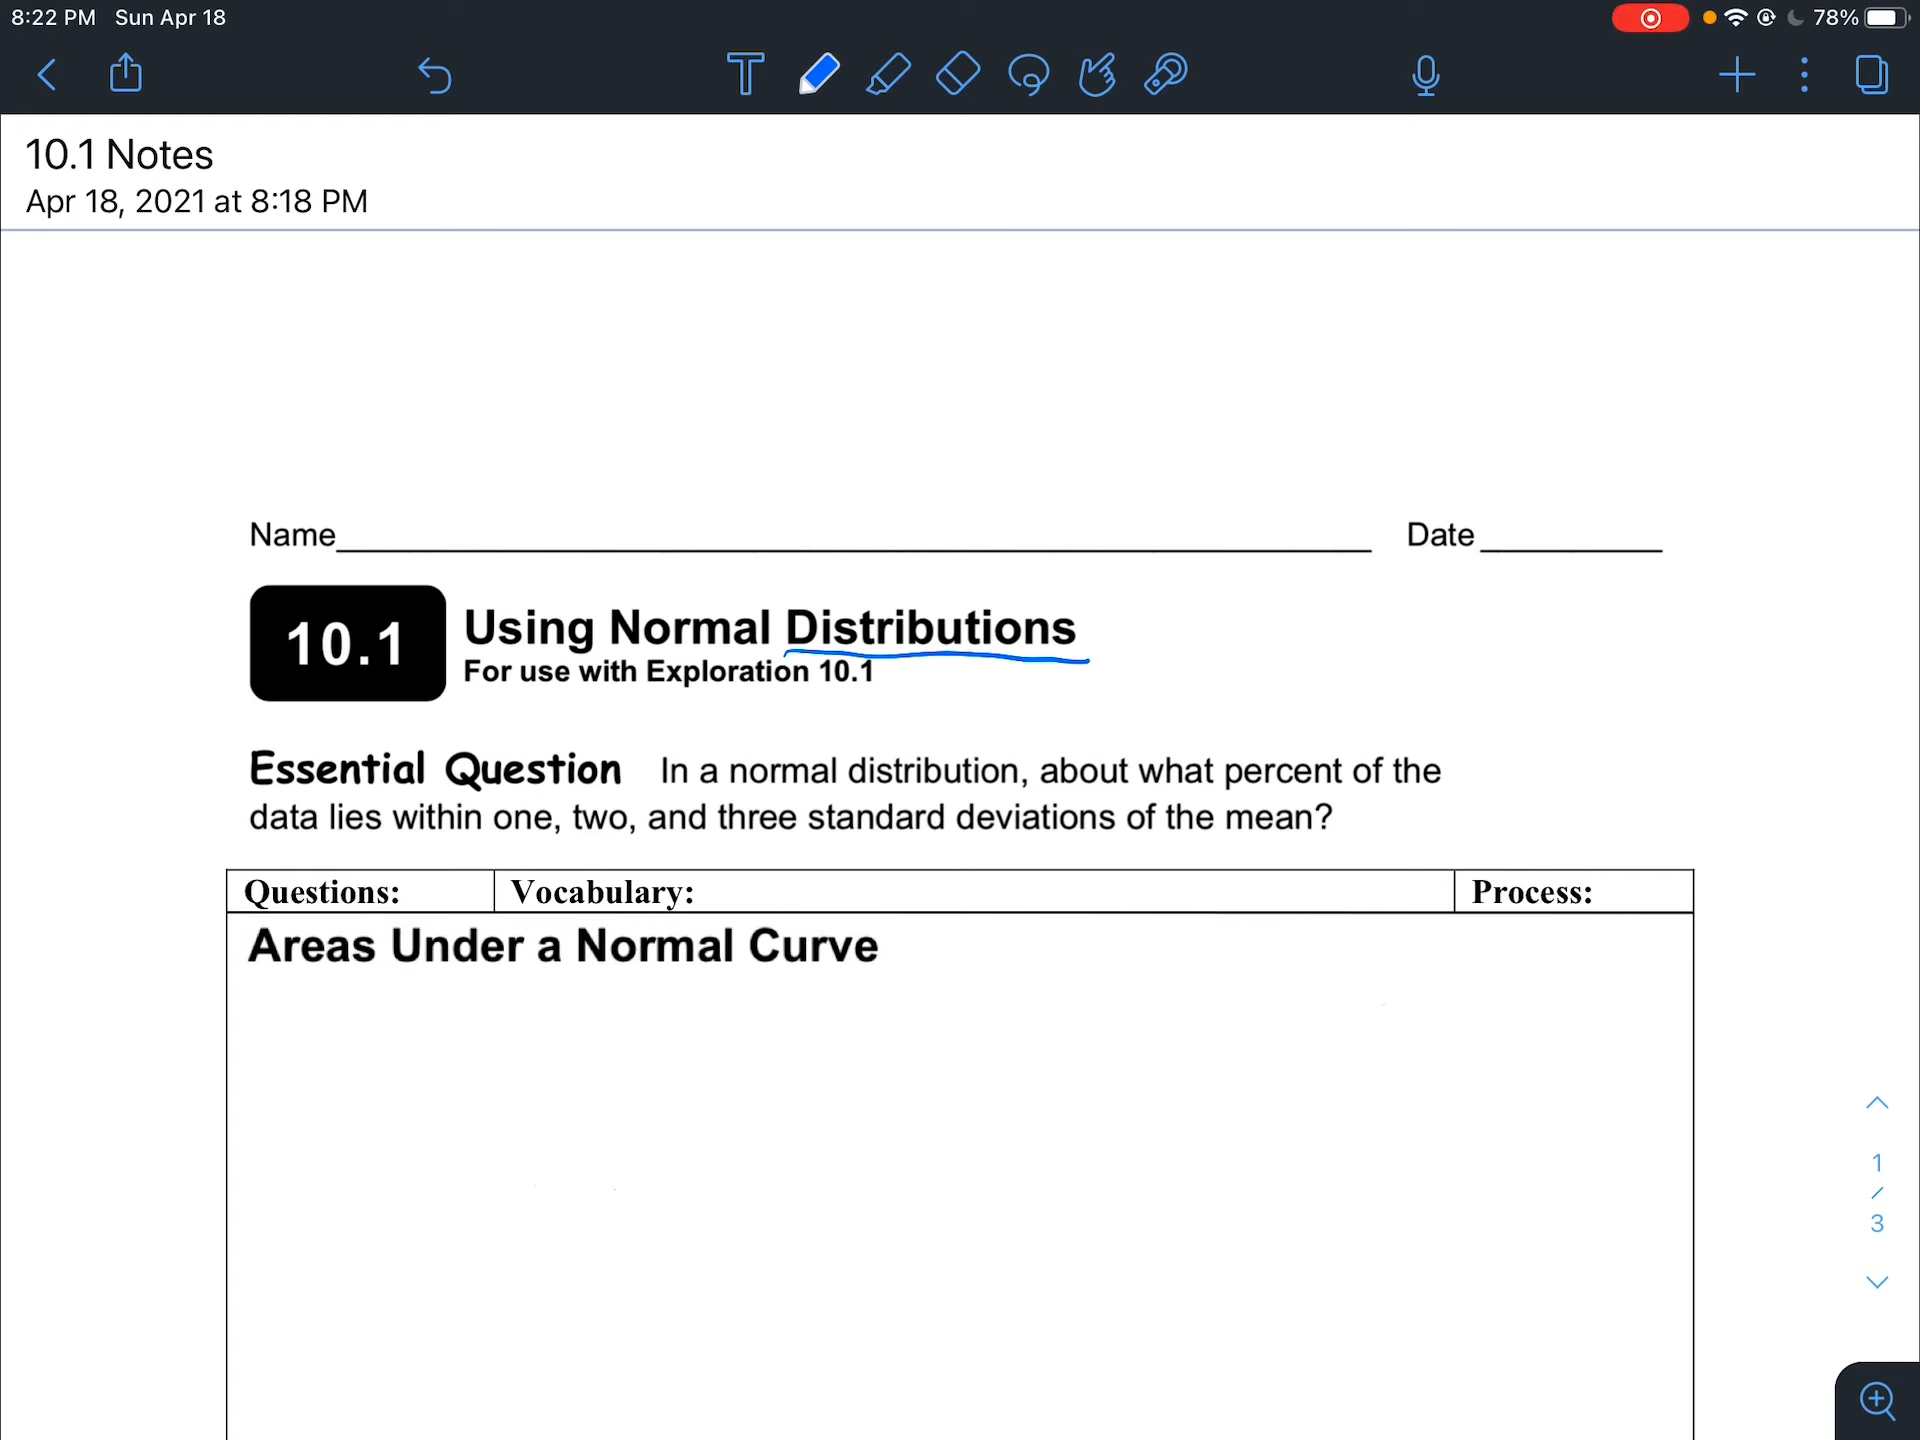 8:22 PM Sun Apr 18
78%
10.1 Notes
Apr 18, 2021 at 8:18 PM
Name Date
10.1 Using Normal Distributions
For use with Exploration 10.1
Essential Question In a normal distribution, about what percent of the
data lies within one, two, and three standard deviations of the mean?
Questions: Vocabulary: Process:
Areas Under a Normal Curve
1
/
3